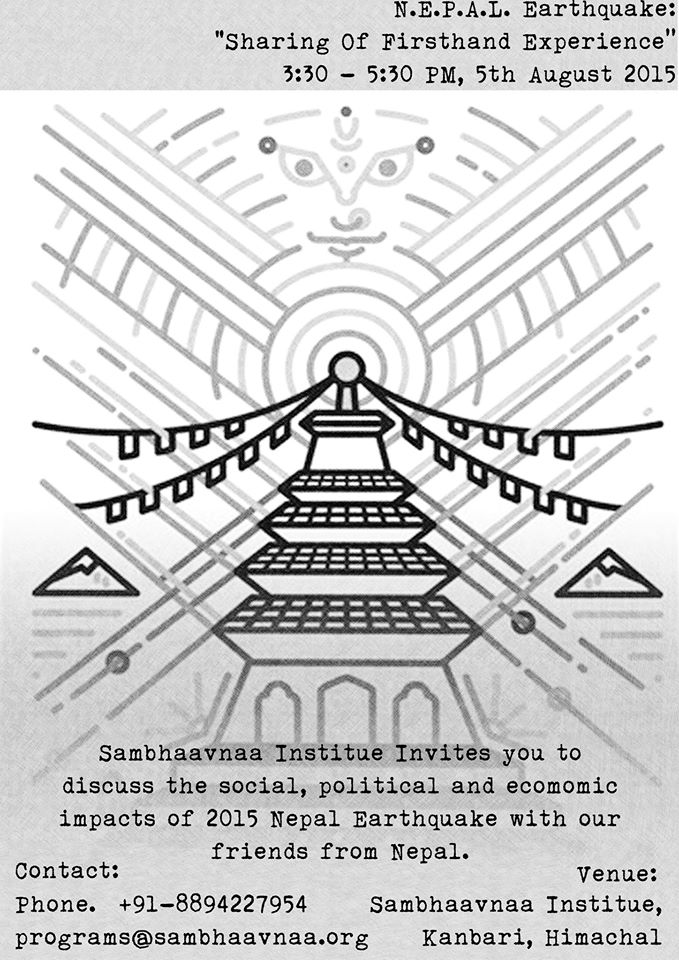 N.E.P.A.L. Earthquake:
"Sharing Of Firsthand Experience"
3:30 – 5:30 PM, 5th August 2015
Sambhaavnaa Institue Invites you to
discuss the social, political and ecomomic
impacts of 2015 Nepal Earthquake with our
friends from Nepal.
Contact:
Phone. +91-8894227954
programs@sambhaavnaa.org
Venue:
Sambhaavnaa Institue,
Kanbari, Himachal